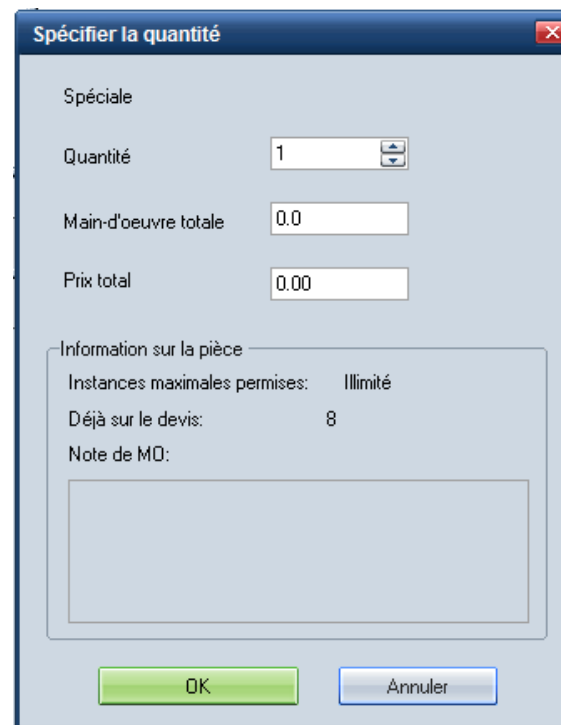 Spécifier la quantité
Spéciale
Quantité 1
Main-d'oeuvre totale 0.0
Prix total 0.00
Information sur la pièce
Instances maximales permises: Illimité
Déjà sur le devis: 8
Note de MO:
OK Annuler